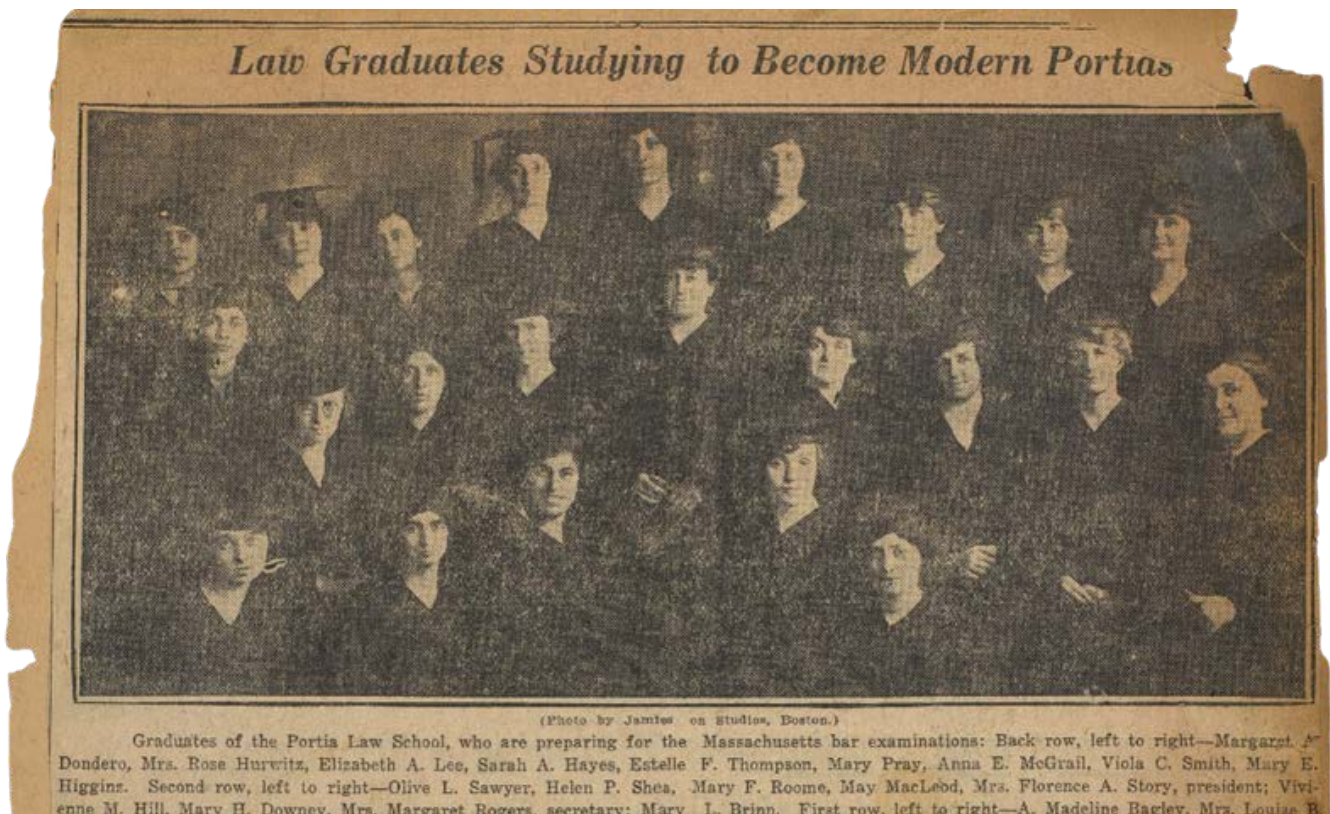 Law Graduates Studying to Become Modern Portias
(Photo by Jamieson Studios, Boston.)
Graduates of the Portia Law School, who are preparing for the Massachusetts bar examinations: Back row, left to right—Margaret
Dondero, Mrs. Rose Hurwitz, Elizabeth A. Lee, Sarah A. Hayes, Estelle F. Thompson, Mary Pray, Anna E. McGrail, Viola C. Smith, Mary E.
Higgins. Second row, left to right—Olive L. Sawyer, Helen P. Shea, Mary F. Roome, May MacLeod, Mrs. Florence A. Story, president; Vivi-
enne M. Hill, Mary H. Downey, Mrs. Margaret Rogers, secretary; Mary L. Brinn. First row, left to right—A. Madeline Bagley, Mrs. Louise B.